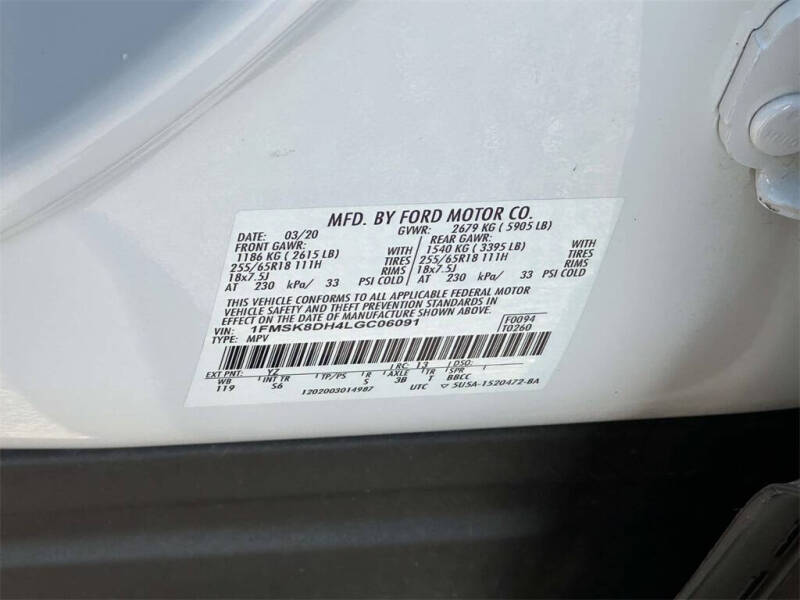 MFD. BY FORD MOTOR CO.
DATE: 03/20 GVWR: 2679 KG ( 5905 LB)
FRONT GAWR: WITH REAR GAWR: WITH
1186 KG ( 2615 LB) TIRES 1540 KG ( 3395 LB) TIRES
255/65R18 111H RIMS 255/65R18 111H RIMS
18x7.5J 18x7.5J
AT 230 kPa/ 33 PSI COLD AT 230 kPa/ 33 PSI COLD
THIS VEHICLE CONFORMS TO ALL APPLICABLE FEDERAL MOTOR
VEHICLE SAFETY AND THEFT PREVENTION STANDARDS IN
EFFECT ON THE DATE OF MANUFACTURE SHOWN ABOVE.
VIN: 1FMSK8DH4LGC06091 F0094
TYPE: MPV T0260
EXT PNT: YZ RC: 13 DSO:
WB INT TR TP/PS R AXLE TR SPR
119 S6 S 3B T BBCC
1202003014987 UTC 5USA-1520472-BA